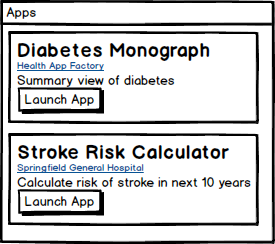 Apps
Diabetes Monograph
Health App Factory
Summary view of diabetes
Launch App
Stroke Risk Calculator
Springfield General Hospital
Calculate risk of stroke in next 10 years
Launch App